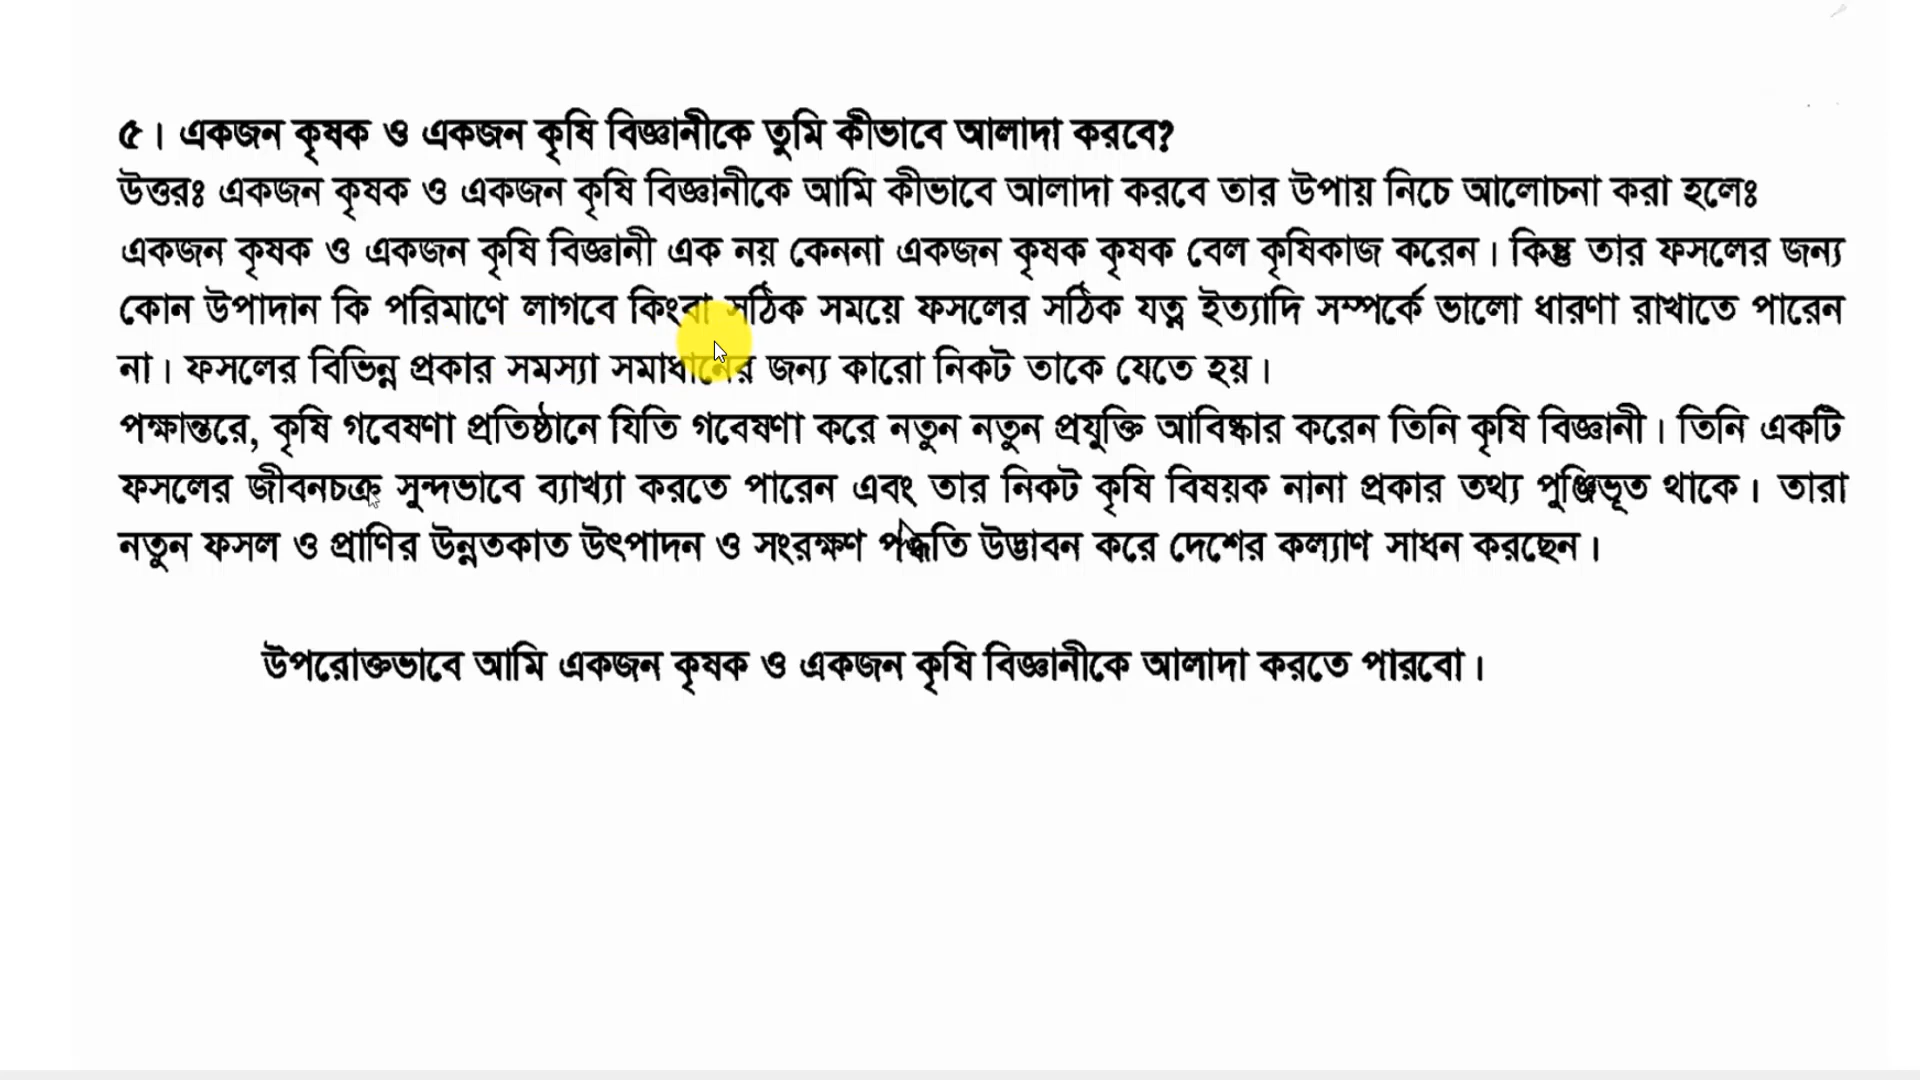 ৫। একজন কৃষক ও একজন কৃষি বিজ্ঞানীকে তুমি কীভাবে আলাদা করবে?
উত্তরঃ একজন কৃষক ও একজন কৃষি বিজ্ঞানীকে আমি কীভাবে আলাদা করবে তার উপায় নিচে আলোচনা করা হলেঃ
একজন কৃষক ও একজন কৃষি বিজ্ঞানী এক নয় কেননা একজন কৃষক কৃষক বেল কৃষিকাজ করেন। কিন্তু তার ফসলের জন্য
কোন উপাদান কি পরিমাণে লাগবে কিংবা সঠিক সময়ে ফসলের সঠিক যত্ন ইত্যাদি সম্পর্কে ভালো ধারণা রাখাতে পারেন
না। ফসলের বিভিন্ন প্রকার সমস্যা সমাধানের জন্য কারো নিকট তাকে যেতে হয়।
পক্ষান্তরে, কৃষি গবেষণা প্রতিষ্ঠানে যিতি গবেষণা করে নতুন নতুন প্রযুক্তি আবিষ্কার করেন তিনি কৃষি বিজ্ঞানী। তিনি একটি
ফসলের জীবনচক্র সুন্দভাবে ব্যাখ্যা করতে পারেন এবং তার নিকট কৃষি বিষয়ক নানা প্রকার তথ্য পুঞ্জিভূত থাকে। তারা
নতুন ফসল ও প্রাণির উন্নতকাত উৎপাদন ও সংরক্ষণ পদ্ধতি উদ্ভাবন করে দেশের কল্যাণ সাধন করছেন।
উপরোক্তভাবে আমি একজন কৃষক ও একজন কৃষি বিজ্ঞানীকে আলাদা করতে পারবো।